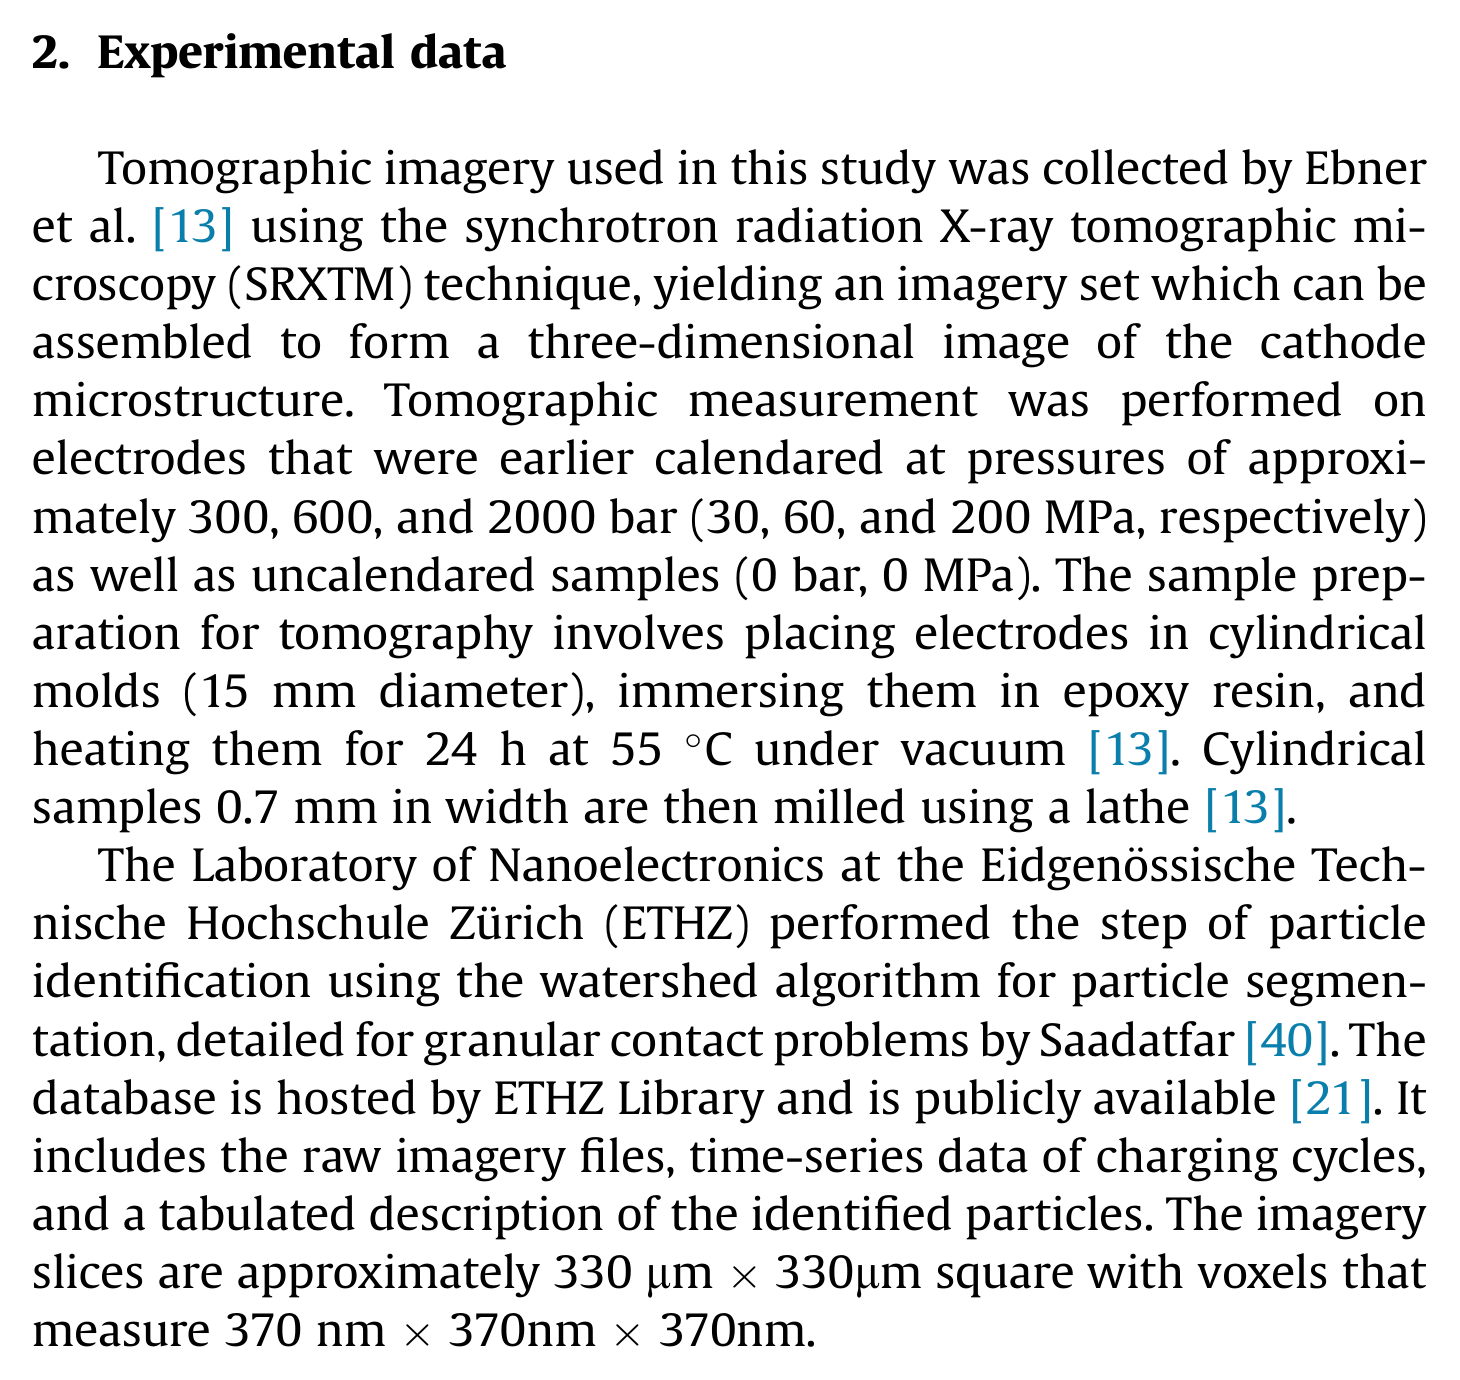 2. Experimental data
Tomographic imagery used in this study was collected by Ebner
et al. [13] using the synchrotron radiation X-ray tomographic mi-
croscopy (SRXTM) technique, yielding an imagery set which can be
assembled to form a three-dimensional image of the cathode
microstructure. Tomographic measurement was performed on
electrodes that were earlier calendared at pressures of approxi-
mately 300, 600, and 2000 bar (30, 60, and 200 MPa, respectively)
as well as uncalendared samples (0 bar, 0 MPa). The sample prep-
aration for tomography involves placing electrodes in cylindrical
molds (15 mm diameter), immersing them in epoxy resin, and
heating them for 24 h at 55 °C under vacuum [13]. Cylindrical
samples 0.7 mm in width are then milled using a lathe [13].
The Laboratory of Nanoelectronics at the Eidgenössische Tech-
nische Hochschule Zürich (ETHZ) performed the step of particle
identification using the watershed algorithm for particle segmen-
tation, detailed for granular contact problems by Saadatfar [40]. The
database is hosted by ETHZ Library and is publicly available [21]. It
includes the raw imagery files, time-series data of charging cycles,
and a tabulated description of the identified particles. The imagery
slices are approximately 330 μm × 330μm square with voxels that
measure 370 nm × 370nm × 370nm.